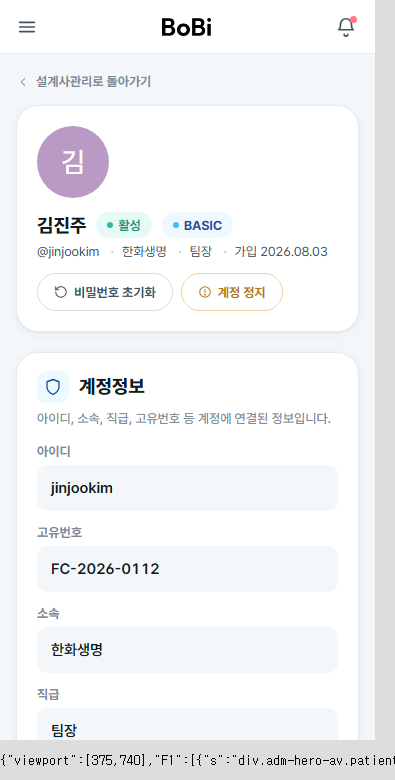 BoBi
설계사관리로 돌아가기
김
김진주 활성 BASIC
@jinjookim · 한화생명 · 팀장 · 가입 2026.08.03
비밀번호 초기화 계정 정지
계정정보
아이디, 소속, 직급, 고유번호 등 계정에 연결된 정보입니다.
아이디
jinjookim
고유번호
FC-2026-0112
소속
한화생명
직급
팀장
{"viewport":[375,740],"F1":[{"s":"div.adm-hero-av.patient